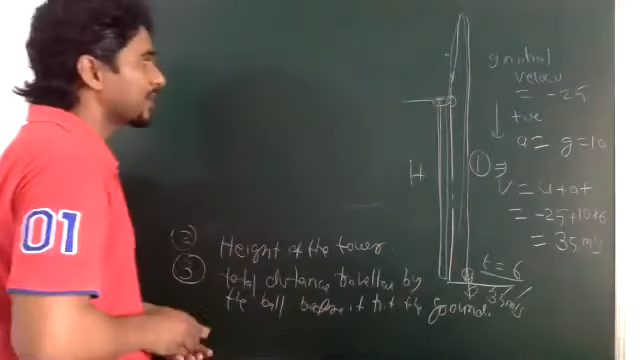 Initial
velocity
= -25
+ve
a = g = 10
① ⇒
V = u + at
= -25 + 10×6
= 35 m/s
H
t = 6
35 m/s
② Height of the tower.
③ total distance travelled by
the ball before it hit the ground.
01